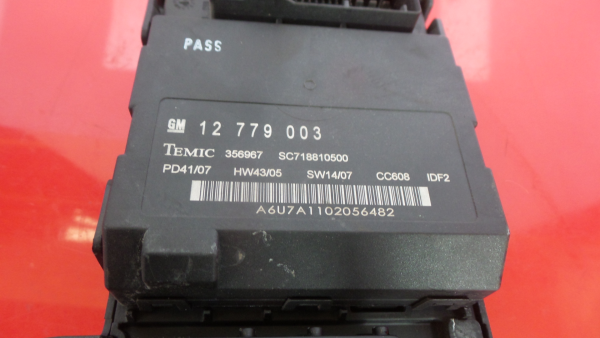 PASS
GM 12 779 003
TEMIC 356967 SC718810500
PD41/07 HW43/05 SW14/07 CC608 IDF2
A6U7A1102056482